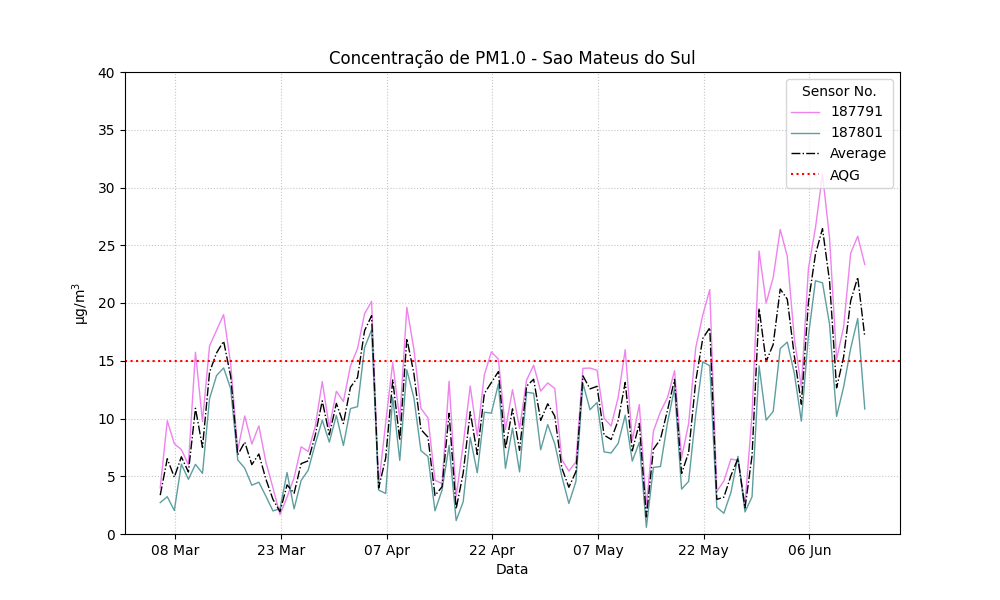 Concentração de PM1.0 - Sao Mateus do Sul
40
35
30
25
20
15
10
5
0
µg/m³
Sensor No.
187791
187801
Average
AQG
08 Mar
23 Mar
07 Apr
22 Apr
07 May
22 May
06 Jun
Data